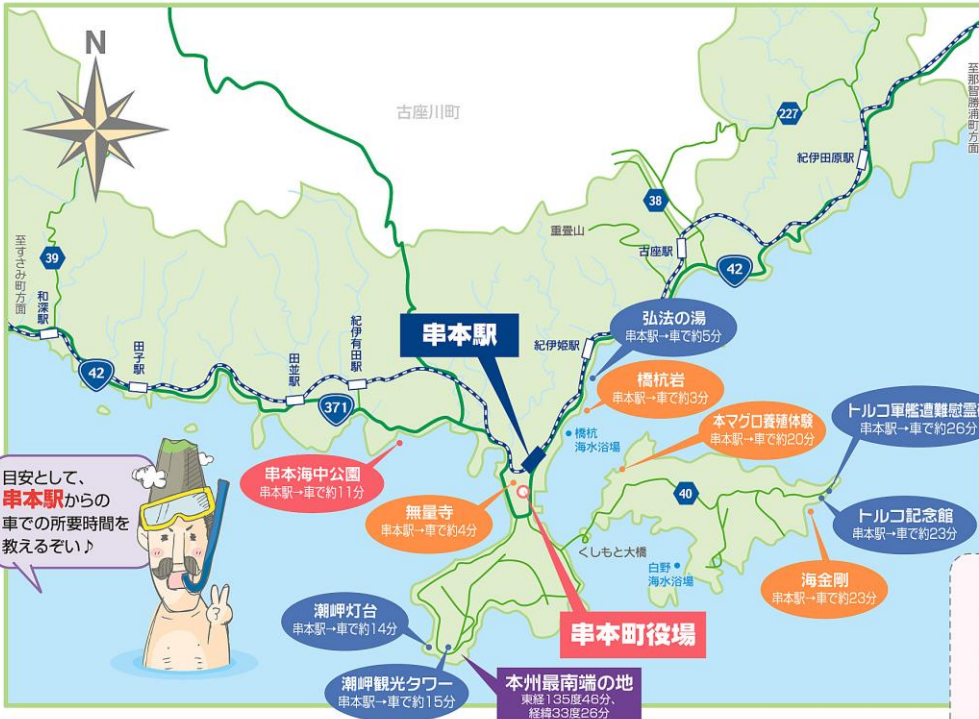 N
古座川町
至那智勝浦町方面
227
紀伊田原駅
38
重畳山
古座駅
42
至すさみ町方面
39
和深駅
42
田子駅
田並駅
紀伊有田駅
371
串本駅
紀伊姫駅
弘法の湯
串本駅→車で約5分
橋杭岩
串本駅→車で約3分
橋杭
海水浴場
本マグロ養殖体験
串本駅→車で約20分
トルコ軍艦遭難慰霊
串本駅→車で約26分
串本海中公園
串本駅→車で約11分
無量寺
串本駅→車で約4分
40
トルコ記念館
串本駅→車で約23分
くしもと大橋
白野
海水浴場
海金剛
串本駅→車で約23分
目安として、
串本駅からの
車での所要時間を
教えるぞい♪
潮岬灯台
串本駅→車で約14分
串本町役場
潮岬観光タワー
串本駅→車で約15分
本州最南端の地
東経135度46分、
経緯33度26分